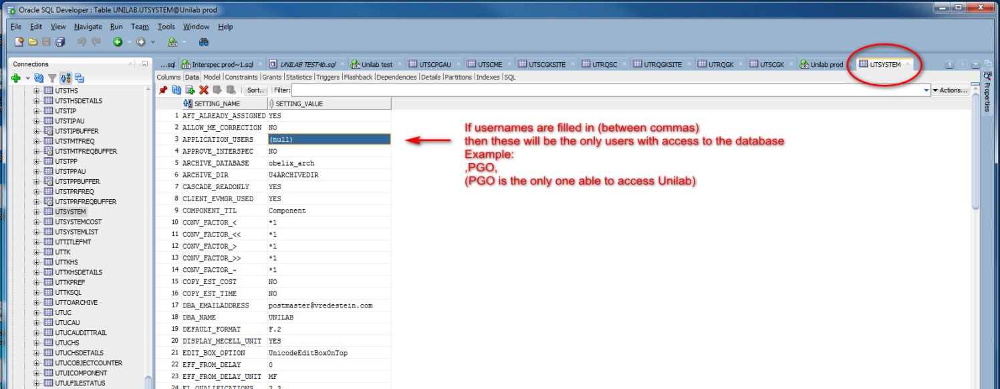 Oracle SQL Developer : Table UNILAB.UTSYSTEM@Unilab prod
File Edit View Navigate Run Team Tools Window Help
Connections
...sql Interspec prod~1.sql UNILAB TEST4b.sql Unilab test UTSCPGAU UTSCME UTSCGKSITE UTRQSC UTRQGKSITE UTRQGK UTSCGK Unilab prod UTSYSTEM
Columns Data Model Constraints Grants Statistics Triggers Flashback Dependencies Details Partitions Indexes SQL
Sort.. Filter: Actions...
Properties
UTSTHS
UTSTHSDETAILS
UTSTIP
UTSTIPAU
UTSTIPBUFFER
UTSTMTFREQ
UTSTMTFREQBUFFER
UTSTPP
UTSTPPAU
UTSTPPBUFFER
UTSTPRFREQ
UTSTPRFREQBUFFER
UTSYSTEM
UTSYSTEMCOST
UTSYSTEMLIST
UTTITLEFMT
UTTK
UTTKHS
UTTKHSDETAILS
UTTKPREF
UTTKSQL
UTTOARCHIVE
UTUC
UTUCAU
UTUCAUDITTRAIL
UTUCHS
UTUCHSDETAILS
UTUCOBJECTCOUNTER
UTUICOMPONENT
UTULFILESTATUS
SETTING_NAME SETTING_VALUE
1 AFT_ALREADY_ASSIGNED YES
2 ALLOW_ME_CORRECTION NO
3 APPLICATION_USERS (null)
4 APPROVE_INTERSPEC NO
5 ARCHIVE_DATABASE obelix_arch
6 ARCHIVE_DIR U4ARCHIVEDIR
7 CASCADE_READONLY YES
8 CLIENT_EVMGR_USED YES
9 COMPONENT_TTL Component
10 CONV_FACTOR_< *1
11 CONV_FACTOR_<< *1
12 CONV_FACTOR_> *1
13 CONV_FACTOR_>> *1
14 CONV_FACTOR_~ *1
15 COPY_EST_COST NO
16 COPY_EST_TIME NO
17 DBA_EMAILADDRESS postmaster@vredestein.com
18 DBA_NAME UNILAB
19 DEFAULT_FORMAT F.2
20 DISPLAY_MECELL_UNIT YES
21 EDIT_BOX_OPTION UnicodeEditBoxOnTop
22 EFF_FROM_DELAY 0
23 EFF_FROM_DELAY_UNIT MF
24 EL_QUALIFICATIONS 2,3
If usernames are filled in (between commas)
then these will be the only users with access to the database
Example:
,PGO,
(PGO is the only one able to access Unilab)